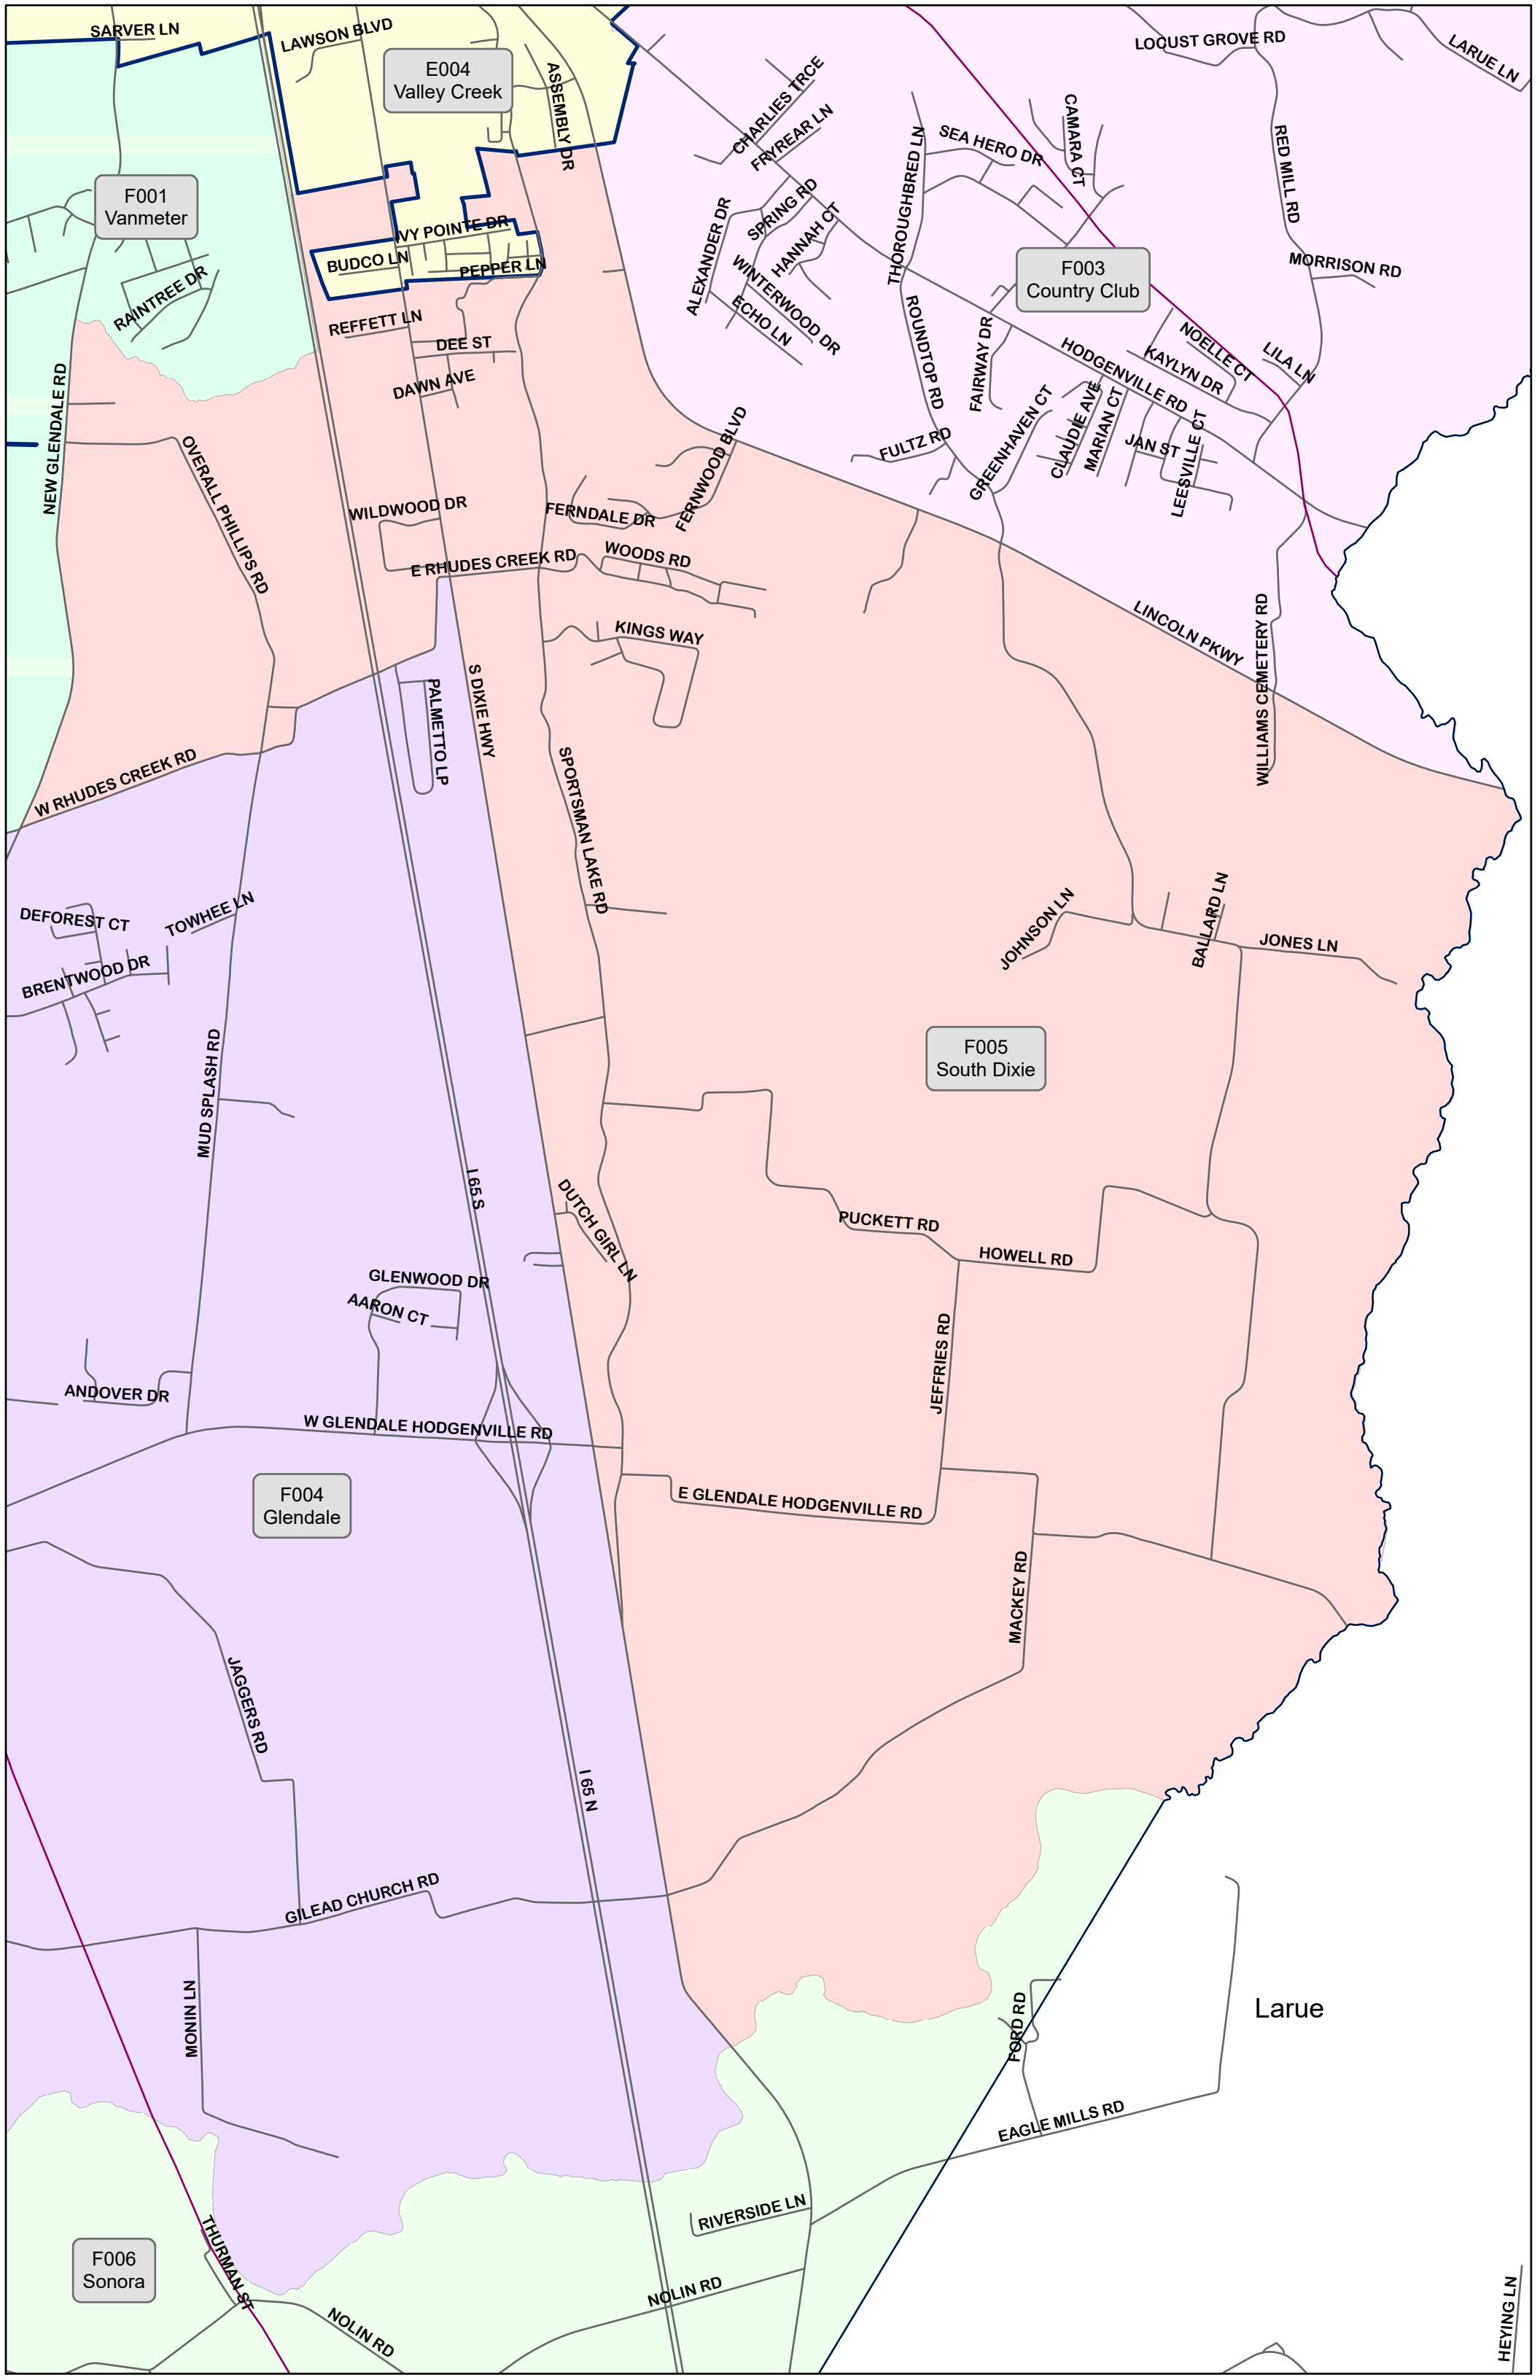 SARVER LN
LAWSON BLVD
E004
Valley Creek
ASSEMBLY DR
CHARLIES TRCE
FRYREAR LN
LOCUST GROVE RD
LARUE LN
THOROUGHBRED LN
SEA HERO DR
CAMARA CT
RED MILL RD
F001
Vanmeter
IVY POINTE DR
BUDCO LN
PEPPER LN
RAINTREE DR
ALEXANDER DR
SPRING RD
HANNAH CT
WINTERWOOD DR
ECHO LN
F003
Country Club
MORRISON RD
REFFETT LN
DEE ST
DAWN AVE
ROUNDTOP RD
FAIRWAY DR
HODGENVILLE RD
NOELLE CT
KAYLYN DR
LILA LN
NEW GLENDALE RD
OVERALL PHILLIPS RD
FULTZ RD
GREENHAVEN CT
CLAUDIE AVE
MARIAN CT
JAN ST
LEESVILLE CT
WILDWOOD DR
FERNDALE DR
FERNWOOD BLVD
E RHUDES CREEK RD
WOODS RD
KINGS WAY
LINCOLN PKWY
WILLIAMS CEMETERY RD
PALMETTO LP
S DIXIE HWY
W RHUDES CREEK RD
SPORTSMAN LAKE RD
DEFOREST CT
TOWHEE LN
BRENTWOOD DR
JOHNSON LN
BALLARD LN
JONES LN
MUD SPLASH RD
F005
South Dixie
I 65 S
DUTCH GIRL LN
PUCKETT RD
HOWELL RD
GLENWOOD DR
AARON CT
JEFFRIES RD
ANDOVER DR
W GLENDALE HODGENVILLE RD
F004
Glendale
E GLENDALE HODGENVILLE RD
MACKEY RD
JAGGERS RD
I 65 N
GILEAD CHURCH RD
MONIN LN
FORD RD
Larue
EAGLE MILLS RD
RIVERSIDE LN
F006
Sonora
THURMAN ST
NOLIN RD
NOLIN RD
HEYING LN